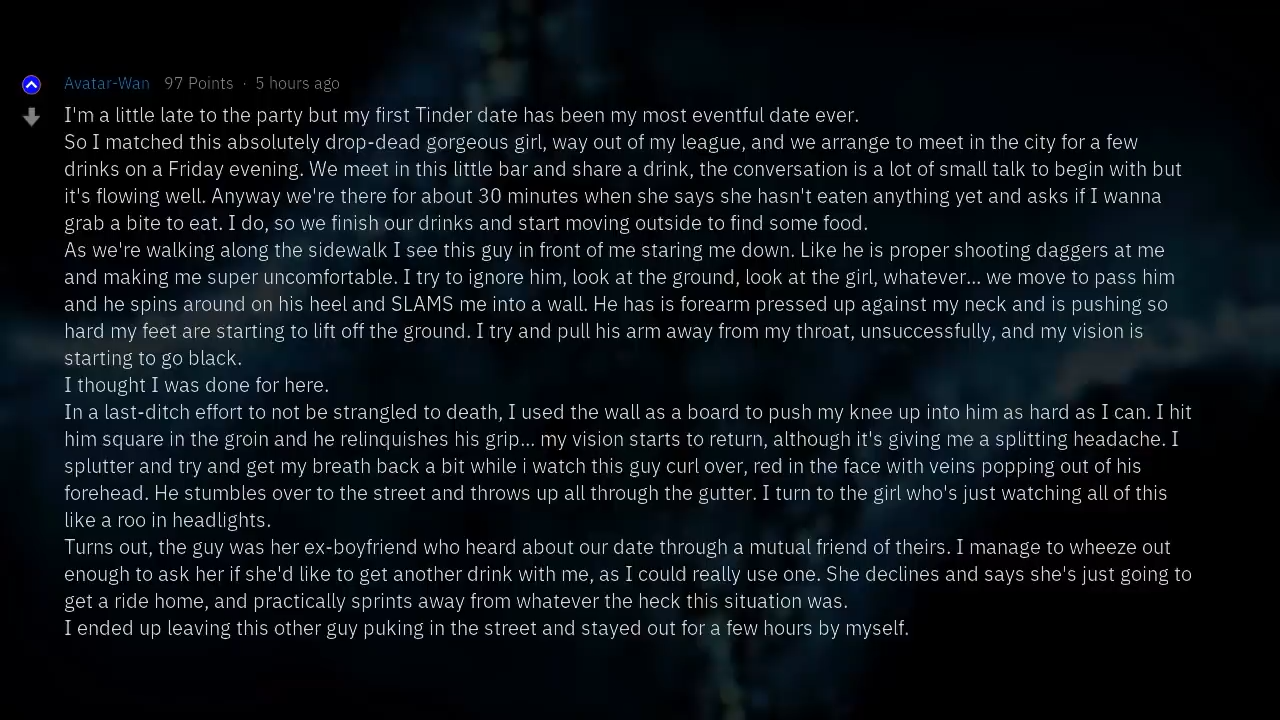 Avatar-Wan 97 Points · 5 hours ago
I'm a little late to the party but my first Tinder date has been my most eventful date ever.
So I matched this absolutely drop-dead gorgeous girl, way out of my league, and we arrange to meet in the city for a few
drinks on a Friday evening. We meet in this little bar and share a drink, the conversation is a lot of small talk to begin with but
it's flowing well. Anyway we're there for about 30 minutes when she says she hasn't eaten anything yet and asks if I wanna
grab a bite to eat. I do, so we finish our drinks and start moving outside to find some food.
As we're walking along the sidewalk I see this guy in front of me staring me down. Like he is proper shooting daggers at me
and making me super uncomfortable. I try to ignore him, look at the ground, look at the girl, whatever... we move to pass him
and he spins around on his heel and SLAMS me into a wall. He has is forearm pressed up against my neck and is pushing so
hard my feet are starting to lift off the ground. I try and pull his arm away from my throat, unsuccessfully, and my vision is
starting to go black.
I thought I was done for here.
In a last-ditch effort to not be strangled to death, I used the wall as a board to push my knee up into him as hard as I can. I hit
him square in the groin and he relinquishes his grip... my vision starts to return, although it's giving me a splitting headache. I
splutter and try and get my breath back a bit while i watch this guy curl over, red in the face with veins popping out of his
forehead. He stumbles over to the street and throws up all through the gutter. I turn to the girl who's just watching all of this
like a roo in headlights.
Turns out, the guy was her ex-boyfriend who heard about our date through a mutual friend of theirs. I manage to wheeze out
enough to ask her if she'd like to get another drink with me, as I could really use one. She declines and says she's just going to
get a ride home, and practically sprints away from whatever the heck this situation was.
I ended up leaving this other guy puking in the street and stayed out for a few hours by myself.